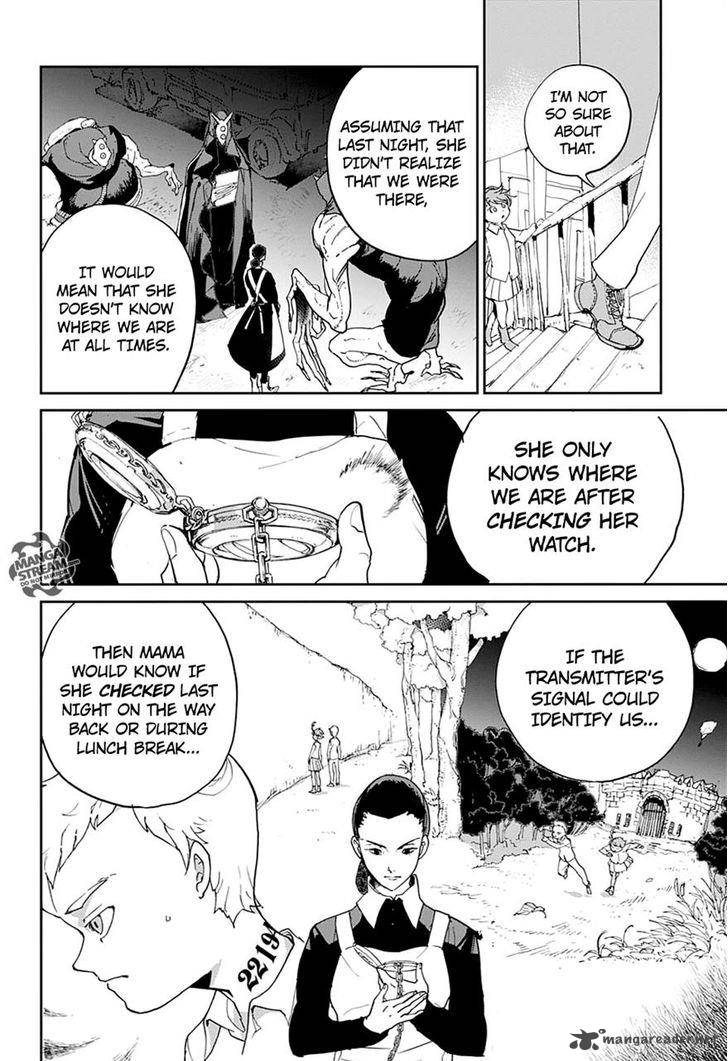 I'M NOT
SO SURE
ABOUT
THAT.
ASSUMING THAT
LAST NIGHT, SHE
DIDN'T REALIZE
THAT WE WERE
THERE,
IT WOULD
MEAN THAT SHE
DOESN'T KNOW
WHERE WE ARE
AT ALL TIMES.
SHE ONLY
KNOWS WHERE
WE ARE AFTER
CHECKING HER
WATCH.
MANGA
STREAM
IF THE
TRANSMITTER'S
SIGNAL COULD
IDENTIFY US...
THEN MAMA
WOULD KNOW IF
SHE CHECKED LAST
NIGHT ON THE WAY
BACK OR DURING
LUNCH BREAK...
22194
mangareader.net